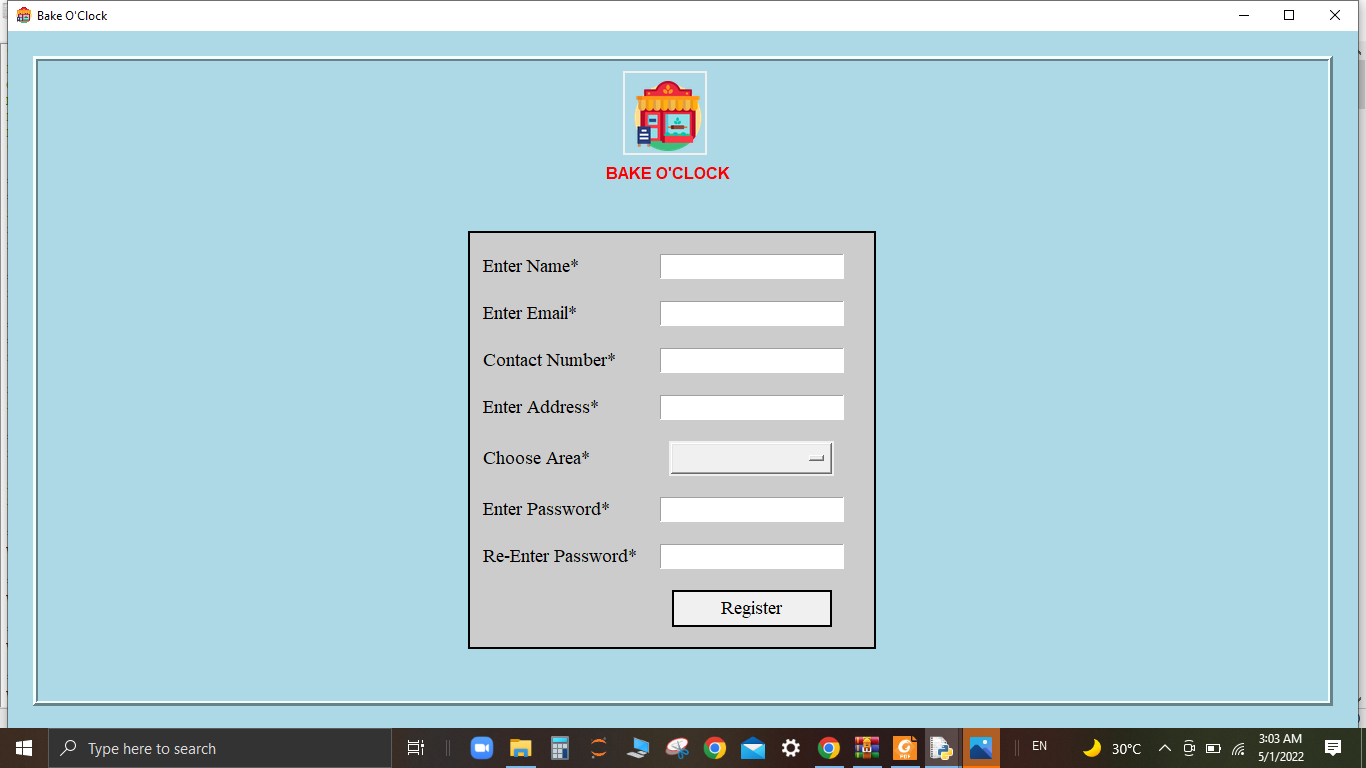 Bake O'Clock
BAKE O'CLOCK
Enter Name*
Enter Email*
Contact Number*
Enter Address*
Choose Area*
Enter Password*
Re-Enter Password*
Register
Type here to search
EN
30°C
3:03 AM
5/1/2022
PDF